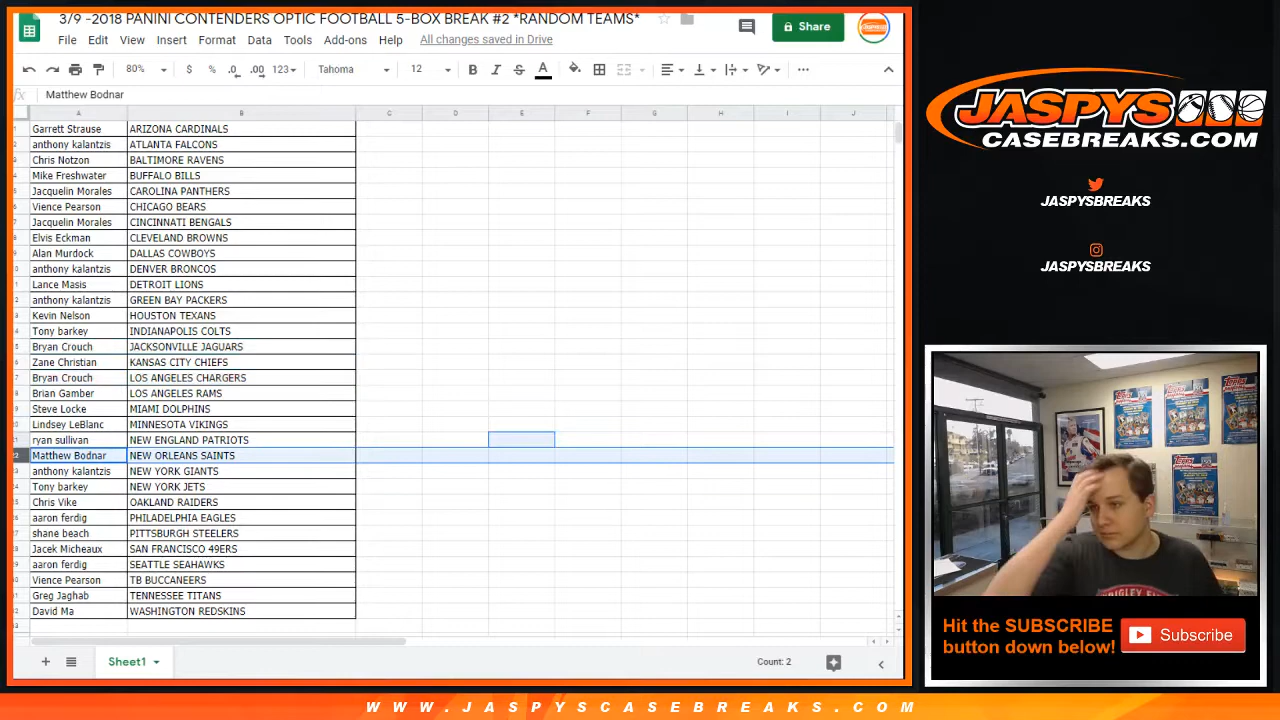 3/9 -2018 PANINI CONTENDERS OPTIC FOOTBALL 5-BOX BREAK #2 *RANDOM TEAMS*
File Edit View Insert Format Data Tools Add-ons Help All changes saved in Drive
Share
80% $ % .0 .00 123 Tahoma 12 B I S A
fx Matthew Bodnar
A B C D E F G H I J
Garrett Strause ARIZONA CARDINALS
anthony kalantzis ATLANTA FALCONS
Chris Notzon BALTIMORE RAVENS
Mike Freshwater BUFFALO BILLS
Jacquelin Morales CAROLINA PANTHERS
Vience Pearson CHICAGO BEARS
Jacquelin Morales CINCINNATI BENGALS
Elvis Eckman CLEVELAND BROWNS
Alan Murdock DALLAS COWBOYS
anthony kalantzis DENVER BRONCOS
Lance Masis DETROIT LIONS
anthony kalantzis GREEN BAY PACKERS
Kevin Nelson HOUSTON TEXANS
Tony barkey INDIANAPOLIS COLTS
Bryan Crouch JACKSONVILLE JAGUARS
Zane Christian KANSAS CITY CHIEFS
Bryan Crouch LOS ANGELES CHARGERS
Brian Gamber LOS ANGELES RAMS
Steve Locke MIAMI DOLPHINS
Lindsey LeBlanc MINNESOTA VIKINGS
ryan sullivan NEW ENGLAND PATRIOTS
Matthew Bodnar NEW ORLEANS SAINTS
anthony kalantzis NEW YORK GIANTS
Tony barkey NEW YORK JETS
Chris Vike OAKLAND RAIDERS
aaron ferdig PHILADELPHIA EAGLES
shane beach PITTSBURGH STEELERS
Jacek Micheaux SAN FRANCISCO 49ERS
aaron ferdig SEATTLE SEAHAWKS
Vience Pearson TB BUCCANEERS
Greg Jaghab TENNESSEE TITANS
David Ma WASHINGTON REDSKINS
Sheet1
Count: 2
JASPYS
CASEBREAKS.COM
JASPYSBREAKS
JASPYSBREAKS
Topps
Hit the SUBSCRIBE
button down below!
Subscribe
WWW.JASPYSCASEBREAKS.COM